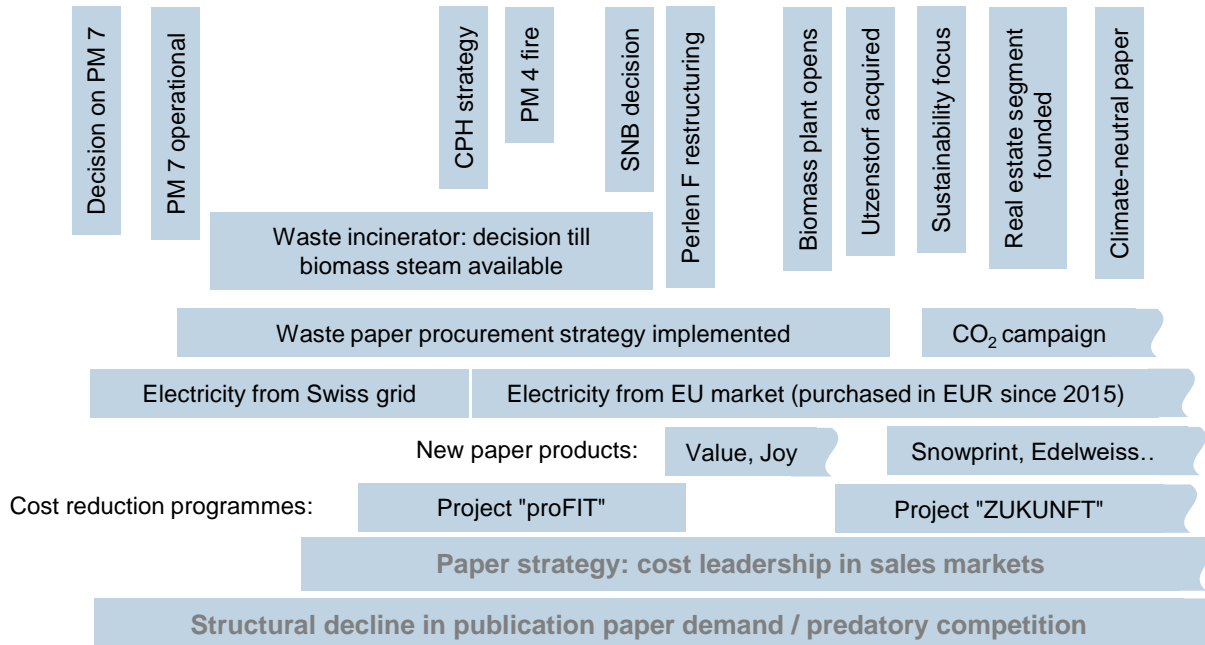 Decision on PM 7
PM 7 operational
CPH strategy
PM 4 fire
SNB decision
Perlen F restructuring
Biomass plant opens
Utzenstorf acquired
Sustainability focus
Real estate segment
founded
Climate-neutral paper
Waste incinerator: decision till
biomass steam available
Waste paper procurement strategy implemented
CO₂ campaign
Electricity from Swiss grid
Electricity from EU market (purchased in EUR since 2015)
New paper products:
Value, Joy
Snowprint, Edelweiss..
Cost reduction programmes:
Project "proFIT"
Project "ZUKUNFT"
Paper strategy: cost leadership in sales markets
Structural decline in publication paper demand / predatory competition